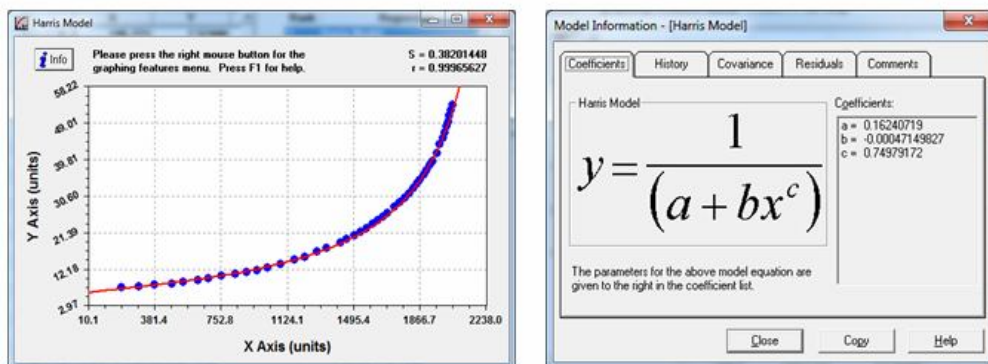 Harris Model
Info
Please press the right mouse button for the
graphing features menu. Press F1 for help.
S = 0.38201448
r = 0.99965627
58.22
49.01
39.81
30.60
21.39
12.18
2.97
Y Axis (units)
10.1 381.4 752.8 1124.1 1495.4 1866.7 2238.0
X Axis (units)
Model Information - [Harris Model]
Coefficients History Covariance Residuals Comments
Harris Model
y = 1 / (a + bx^c)
Coefficients:
a = 0.16240719
b = -0.00047149827
c = 0.74979172
The parameters for the above model equation are
given to the right in the coefficient list.
Close Copy Help